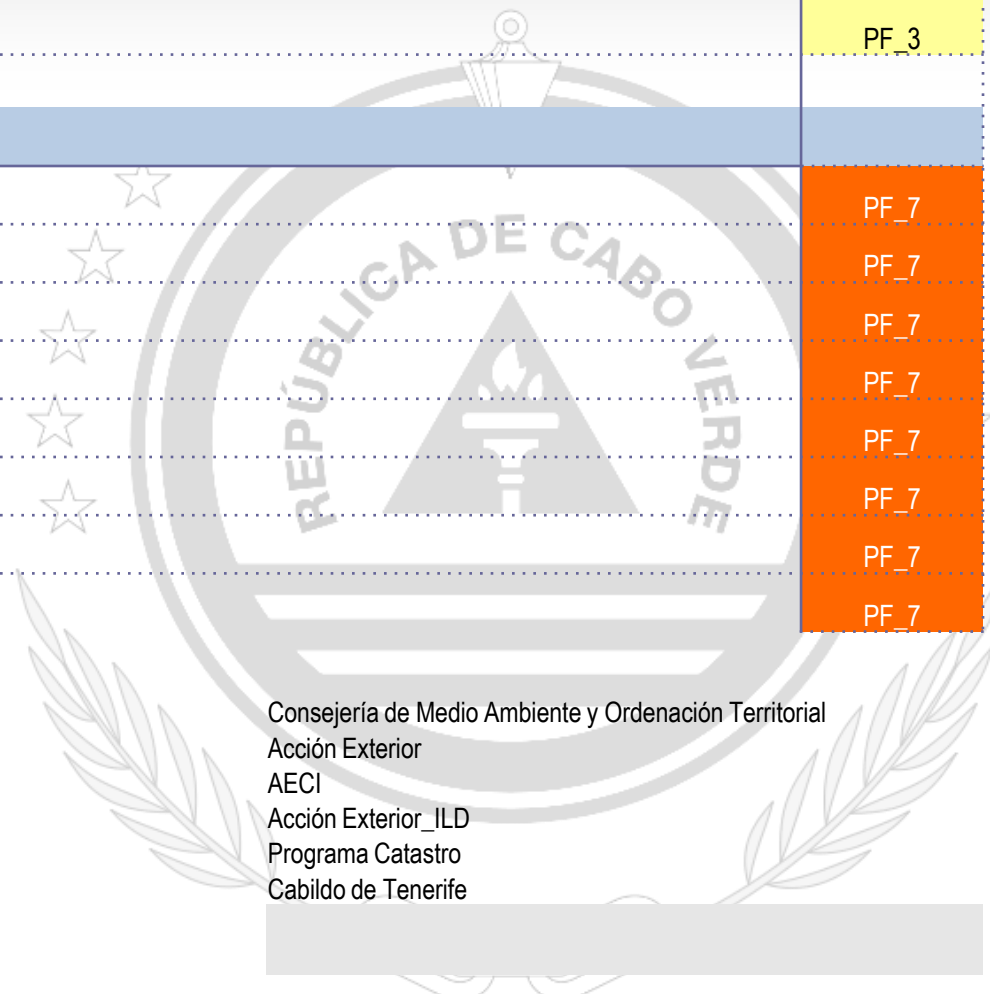 PF_3
PF_7
PF_7
PF_7
PF_7
PF_7
PF_7
PF_7
PF_7
REPÚBLICA DE CABO VERDE
Consejería de Medio Ambiente y Ordenación Territorial
Acción Exterior
AECI
Acción Exterior_ILD
Programa Catastro
Cabildo de Tenerife